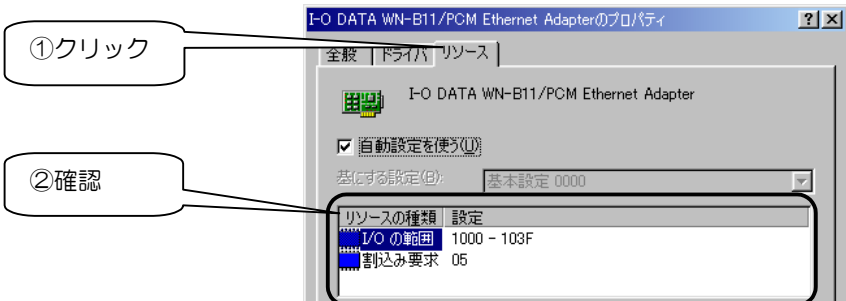 I-O DATA WN-B11/PCM Ethernet Adapterのプロパティ
①クリック
全般 ドライバ リソース
I-O DATA WN-B11/PCM Ethernet Adapter
自動設定を使う(U)
②確認
基にする設定(B): 基本設定 0000
リソースの種類 設定
I/O の範囲 1000 - 103F
割込み要求 05